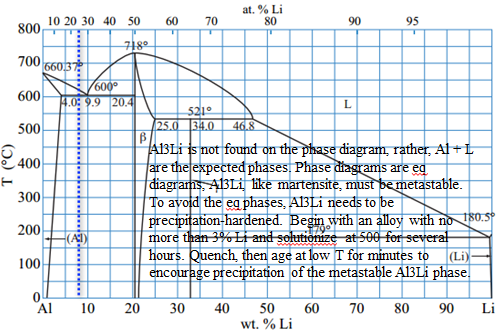 at. % Li
10 20 30 40 50 60 70 80 90 95
800
718°
700
660.37°
600°
600
4.0 9.9 20.4
521°
500
25.0 34.0 46.8
L
β
Al3Li is not found on the phase diagram, rather, Al + L
400
are the expected phases. Phase diagrams are eq
diagrams, Al3Li, like martensite, must be metastable.
300
To avoid the eq phases, Al3Li needs to be
precipitation-hardened. Begin with an alloy with no
180.5°
200
179°
(Al)
more than 3% Li and solutionize at 500 for several
(Li)
hours. Quench, then age at low T for minutes to
100
encourage precipitation of the metastable Al3Li phase.
0
T (°C)
Al 10 20 30 40 50 60 70 80 90 Li
wt. % Li